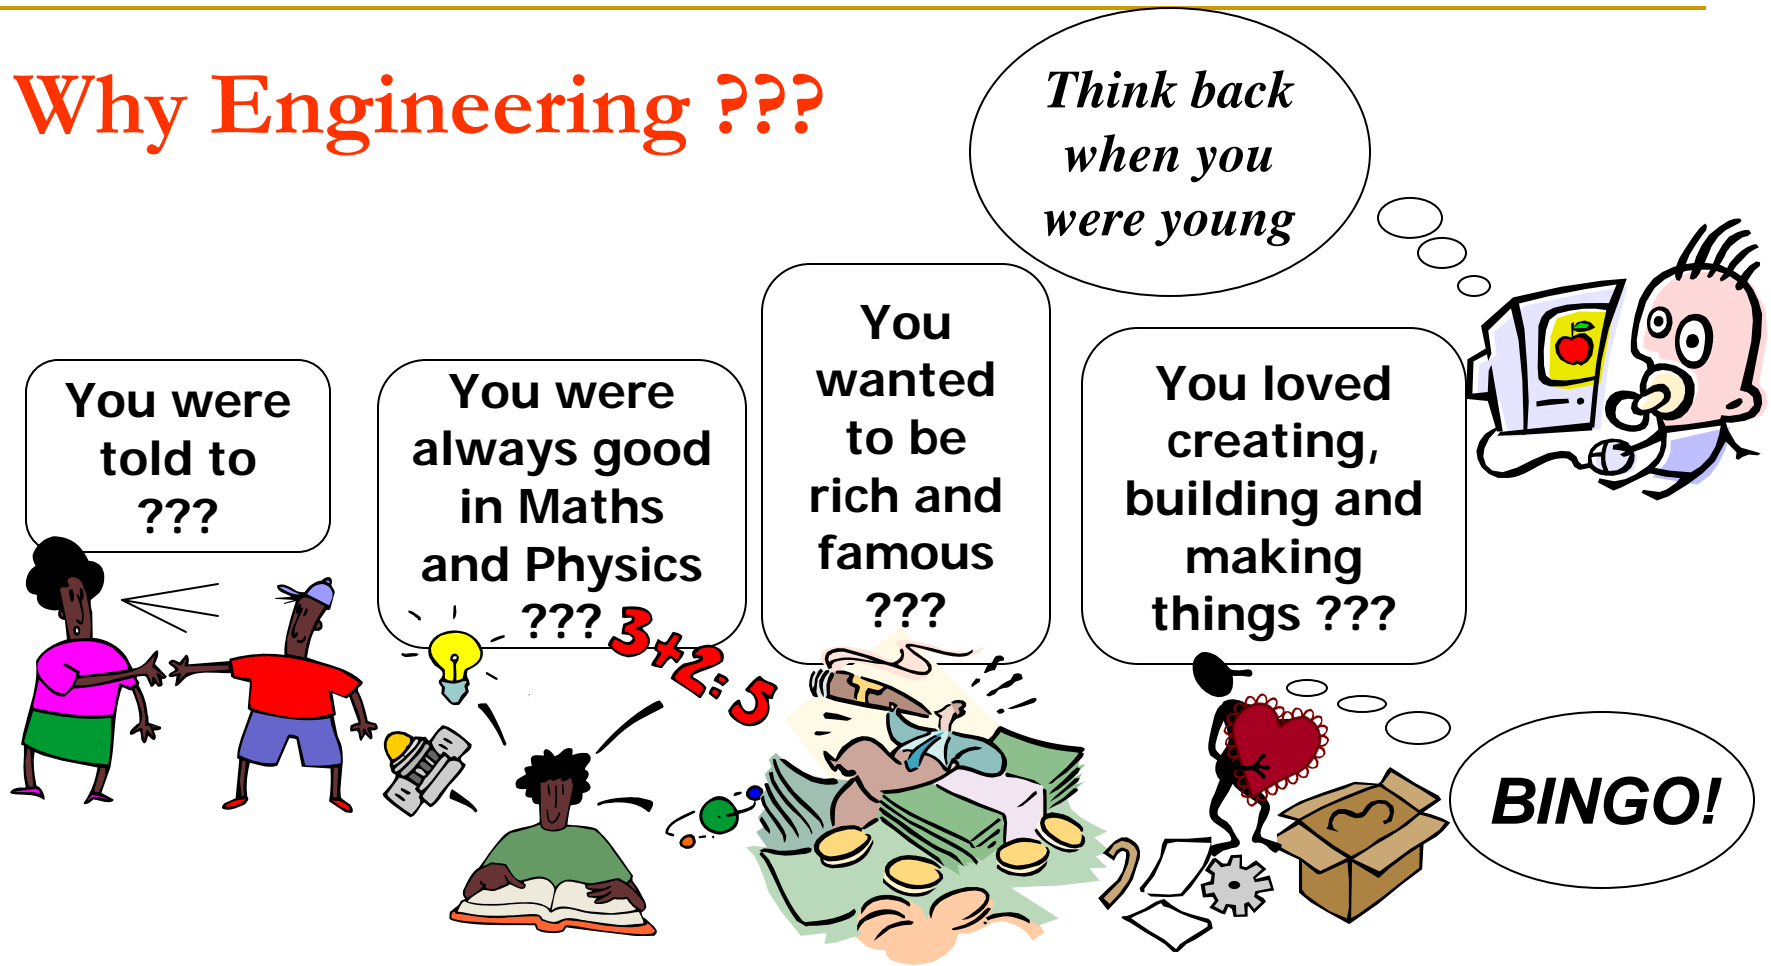 Why Engineering ???
Think back
when you
were young
You were
told to
???
You were
always good
in Maths
and Physics
???
3+2:5
You
wanted
to be
rich and
famous
???
You loved
creating,
building and
making
things ???
BINGO!